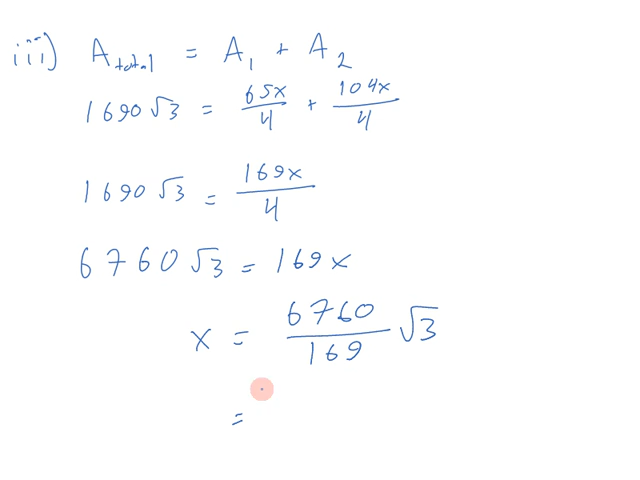 iii) A_total = A_1 + A_2
1690√3 = 65x/4 + 104x/4
1690√3 = 169x/4
6760√3 = 169x
x = 6760/169 √3
=